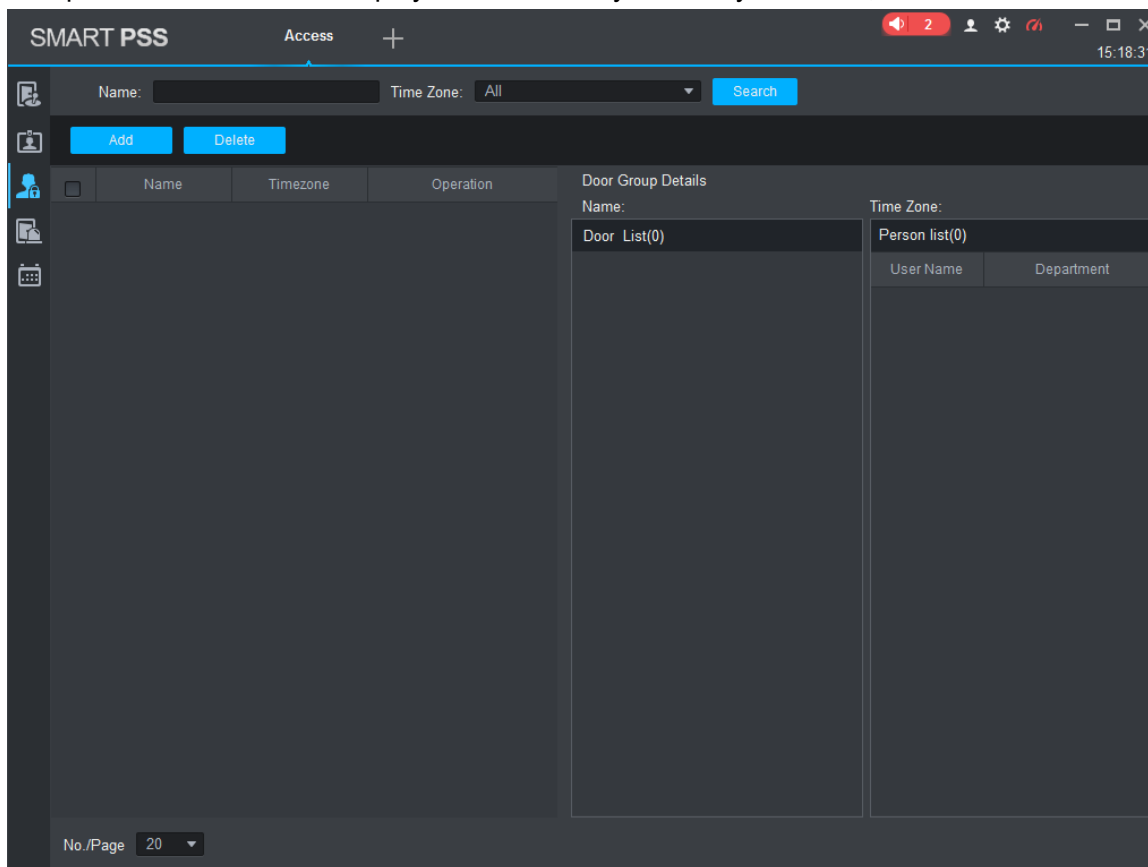 SMART PSS Access + 2
15:18:3
Name: Time Zone: All Search
Add Delete
Name Timezone Operation
Door Group Details
Name: Time Zone:
Door List(0) Person list(0)
User Name Department
No./Page 20